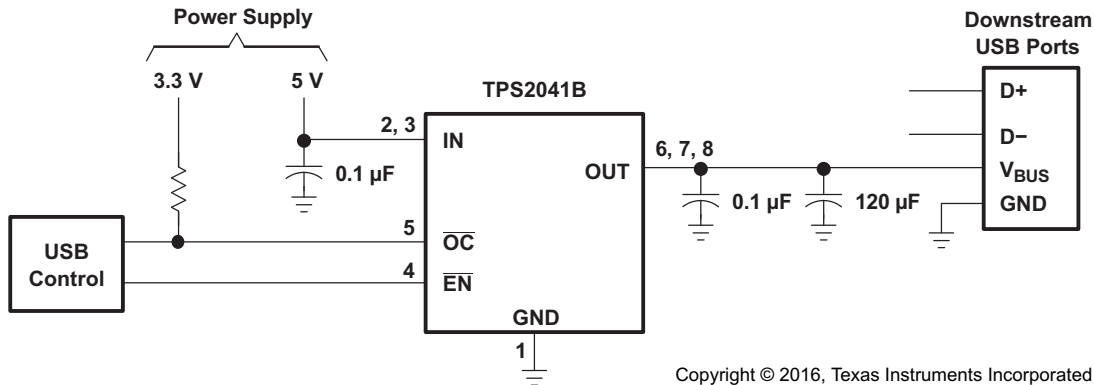 Power Supply
3.3 V
5 V
Downstream
USB Ports
TPS2041B
2, 3
IN
0.1 µF
OUT
6, 7, 8
0.1 µF
120 µF
D+
D−
VBUS
GND
USB
Control
5
OC
4
EN
GND
1
Copyright © 2016, Texas Instruments Incorporated